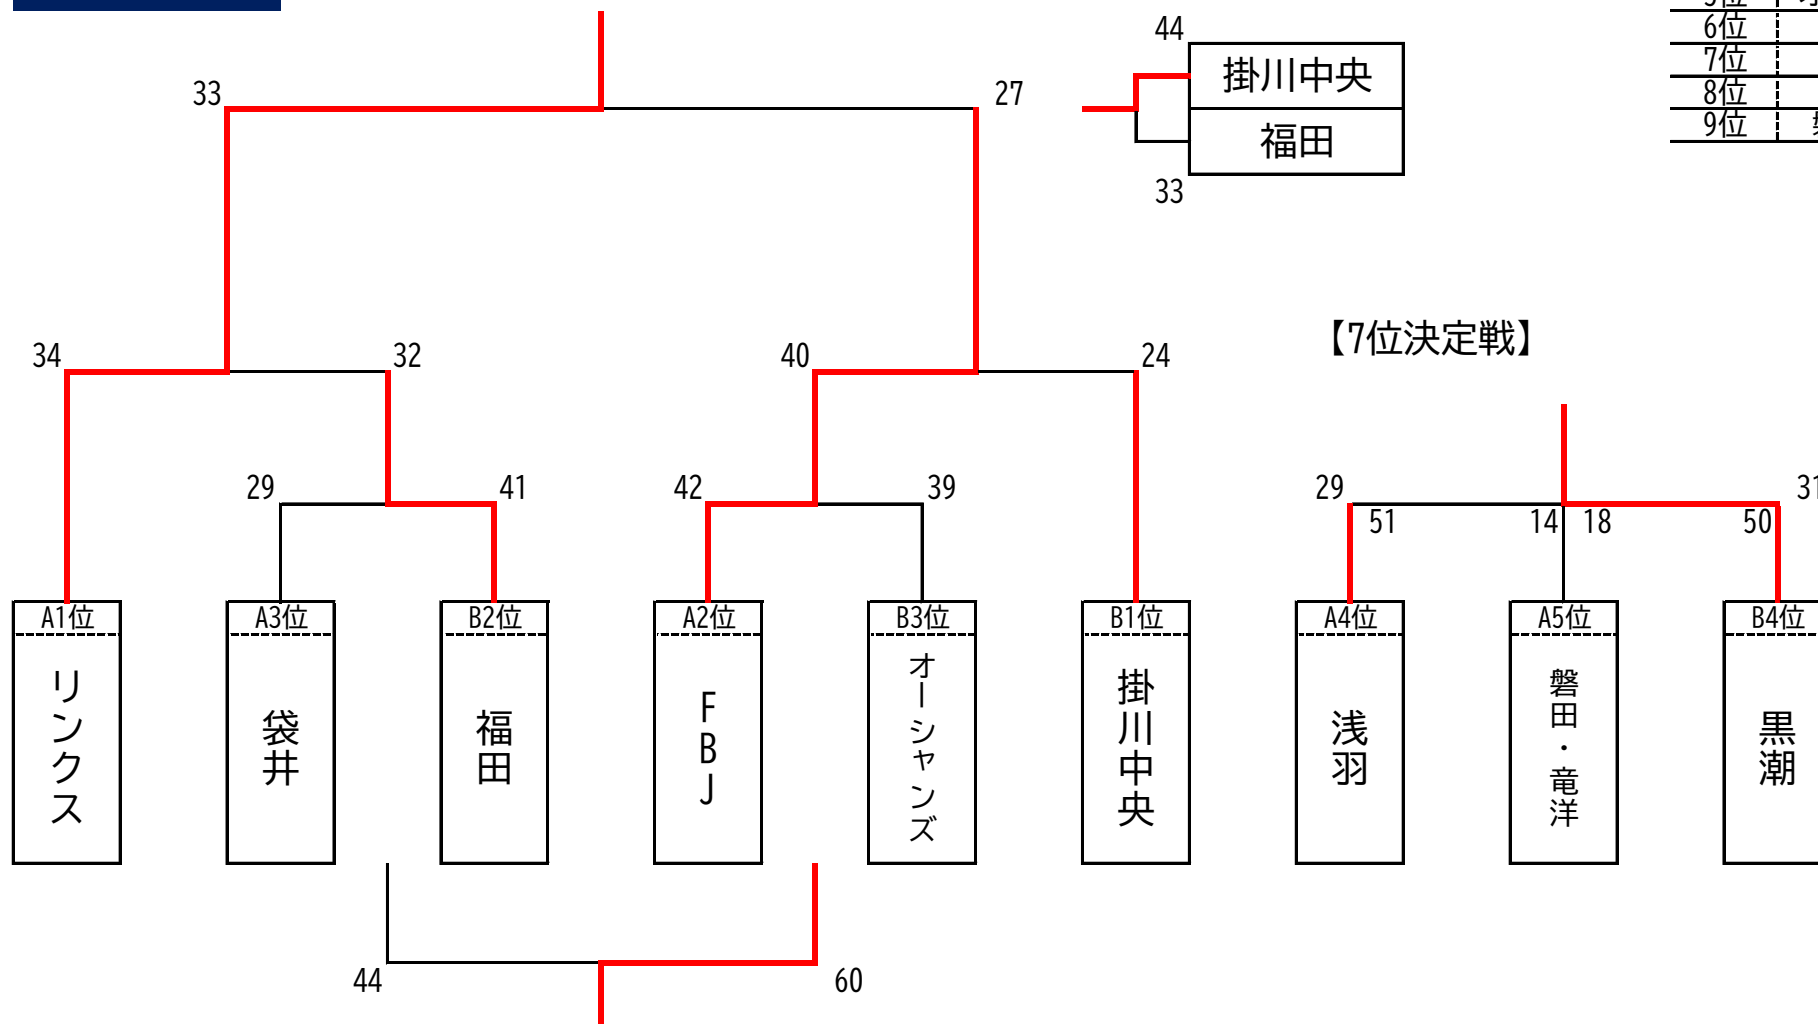 44
掛川中央
福田
33
6位
7位
8位
9位
33
27
34
32
40
24
【7位決定戦】
29
41
42
39
29
31
51
14
18
50
A1位
A3位
B2位
A2位
B3位
B1位
A4位
A5位
B4位
リンクス
袋井
福田
FBJ
オーシャンズ
掛川中央
浅羽
磐田・竜洋
黒潮
44
60